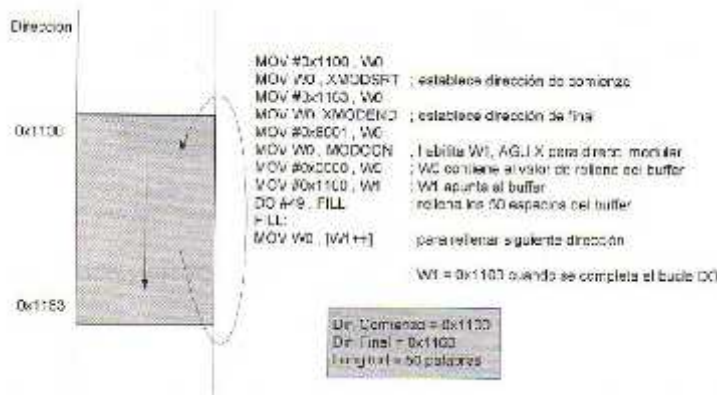 Dirección
0x1100
0x1163
MOV #0x1100 , W0
MOV W0 , XMODSRT ; establece dirección de comienzo
MOV #0x1163 , W0
MOV W0, XMODEND ; establece dirección de final
MOV #0x8001 , W0
MOV W0 , MODCON ; habilita W1, AGU X para direcc modular
MOV #0x0000 , W0 ; W0 contiene el valor de relleno del buffer
MOV #0x1100 , W1 ; W1 apunta al buffer
DO #49 , FILL ; rellena los 50 espacios del buffer
FILL:
MOV W0 , [W1++] ; para rellenar siguiente dirección
; W1 = 0x1100 cuando se completa el bucle DO
Dir. Comienzo = 0x1100
Dir. Final = 0x1163
Longitud = 50 palabras